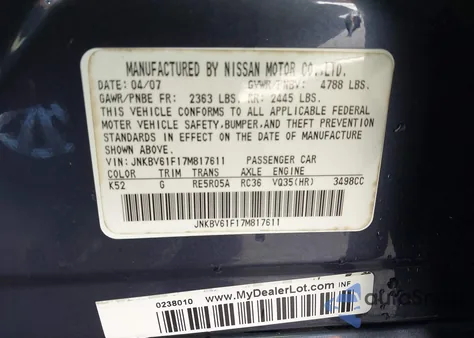 MANUFACTURED BY NISSAN MOTOR CO.,LTD.
DATE: 04/07 GVWR/PNBV: 4788 LBS.
GAWR/PNBE FR: 2363 LBS. RR: 2445 LBS.
THIS VEHICLE CONFORMS TO ALL APPLICABLE FEDERAL
MOTOR VEHICLE SAFETY, BUMPER, AND THEFT PREVENTION
STANDARDS IN EFFECT ON THE DATE OF MANUFACTURE
SHOWN ABOVE.
VIN: JNKBV61F17M817611 PASSENGER CAR
COLOR TRIM TRANS AXLE ENGINE
K52 G RE5R05A RC36 VQ35(HR) 3498CC
JNKBV61F17M817611
0238010 www.MyDealerLot.com INF